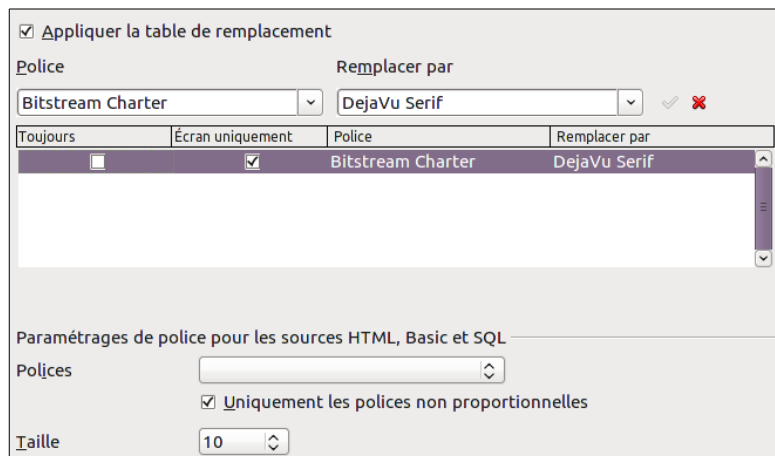 Appliquer la table de remplacement
Police Remplacer par
Bitstream Charter DejaVu Serif
Toujours Écran uniquement Police Remplacer par
Bitstream Charter DejaVu Serif
Paramétrages de police pour les sources HTML, Basic et SQL
Polices
Uniquement les polices non proportionnelles
Taille 10